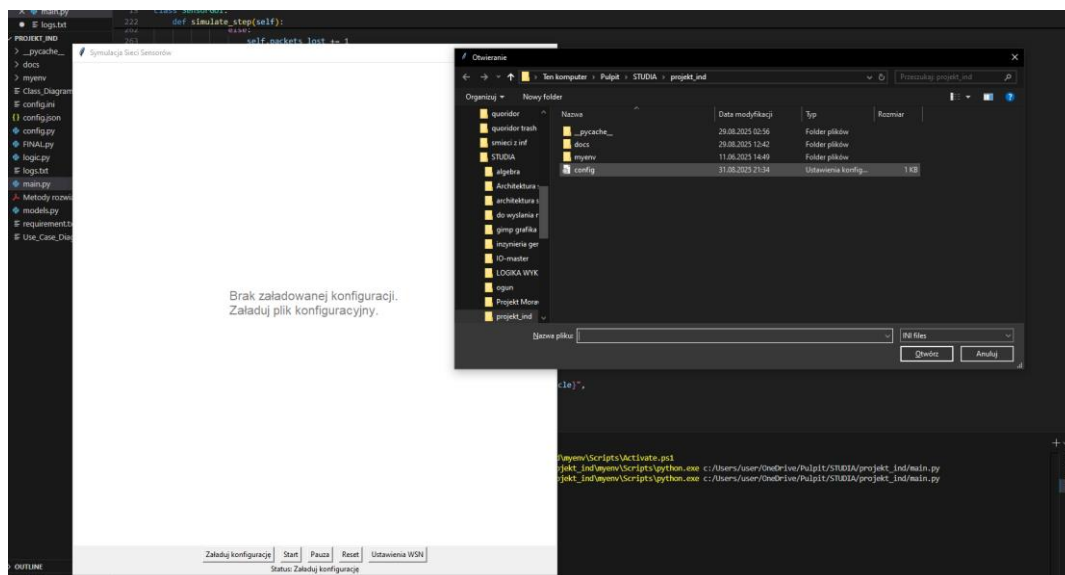 main.py
222 def simulate_step(self):
logs.txt
else:
263 self.packets_lost += 1
PROJEKT_IND
> __pycache__
> docs
> myenv
Class_Diagram
config.ini
{} config.json
config.py
FINAL.py
logic.py
logs.txt
main.py
Metody rozwi
models.py
requirement.t
Use_Case_Dia
> OUTLINE
Symulacja Sieci Sensorów
Brak załadowanej konfiguracji.
Załaduj plik konfiguracyjny.
Załaduj konfigurację Start Pauza Reset Ustawienia WSN
Status: Załaduj konfigurację
Otwieranie
Ten komputer > Pulpit > STUDIA > projekt_ind
Przeszukaj: projekt_ind
Organizuj Nowy folder
Nazwa Data modyfikacji Typ Rozmiar
quoridor
quoridor trash
smieci z inf
STUDIA
algebra
Architektura
architektura s
do wyslania r
gimp grafika
inzynieria ger
IO-master
LOGIKA WYK
ogun
Projekt Mora
projekt_ind
__pycache__ 29.08.2025 02:56 Folder plików
docs 29.08.2025 12:42 Folder plików
myenv 11.06.2025 14:49 Folder plików
config 31.08.2025 21:34 Ustawienia konfig... 1 KB
Nazwa pliku: INI files
Otwórz Anuluj
cle}",
\myenv\Scripts\Activate.ps1
jekt_ind\myenv\Scripts\python.exe c:/Users/user/OneDrive/Pulpit/STUDIA/projekt_ind/main.py
jekt_ind\myenv\Scripts\python.exe c:/Users/user/OneDrive/Pulpit/STUDIA/projekt_ind/main.py